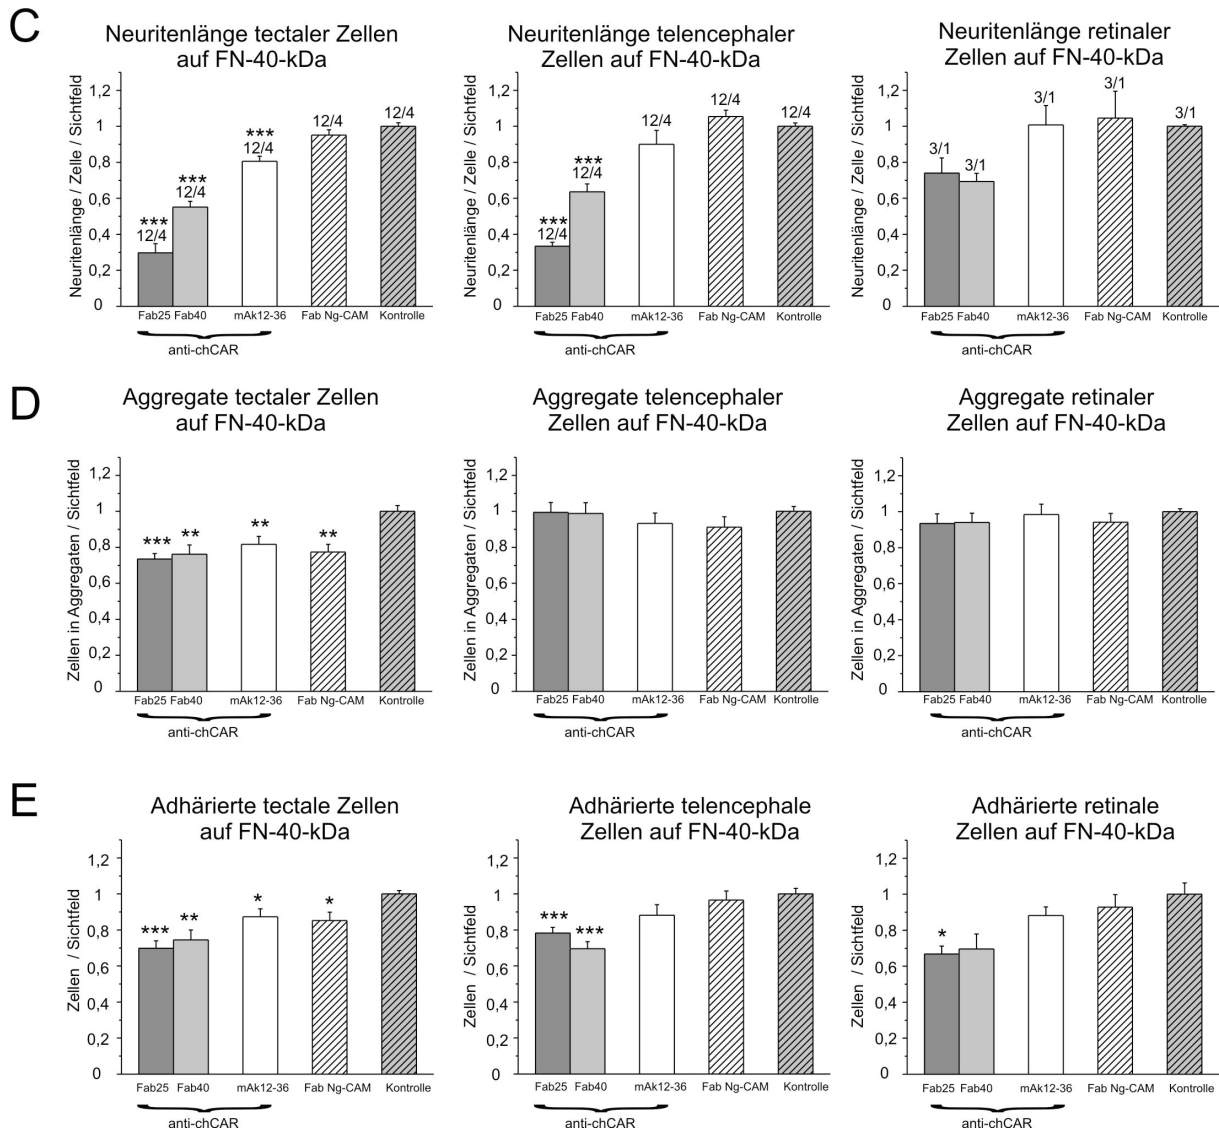 C
Neuritenlänge tectaler Zellen
auf FN-40-kDa
Neuritenlänge / Zelle / Sichtfeld
1,2
1
0,8
0,6
0,4
0,2
0
***
12/4
***
12/4
***
12/4
12/4
12/4
Fab25 Fab40 mAk12-36 Fab Ng-CAM Kontrolle
anti-chCAR
Neuritenlänge telencephaler
Zellen auf FN-40-kDa
Neuritenlänge / Zelle / Sichtfeld
1,2
1
0,8
0,6
0,4
0,2
0
***
12/4
***
12/4
12/4
12/4
12/4
Fab25 Fab40 mAk12-36 Fab Ng-CAM Kontrolle
anti-chCAR
Neuritenlänge retinaler
Zellen auf FN-40-kDa
Neuritenlänge / Zelle / Sichtfeld
1,2
1
0,8
0,6
0,4
0,2
0
3/1
3/1
3/1
3/1
3/1
Fab25 Fab40 mAk12-36 Fab Ng-CAM Kontrolle
anti-chCAR
D
Aggregate tectaler Zellen
auf FN-40-kDa
Zellen in Aggregaten / Sichtfeld
1,2
1
0,8
0,6
0,4
0,2
0
***
**
**
**
Fab25 Fab40 mAk12-36 Fab Ng-CAM Kontrolle
anti-chCAR
Aggregate telencephaler
Zellen auf FN-40-kDa
Zellen in Aggregaten / Sichtfeld
1,2
1
0,8
0,6
0,4
0,2
0
Fab25 Fab40 mAk12-36 Fab Ng-CAM Kontrolle
anti-chCAR
Aggregate retinaler
Zellen auf FN-40-kDa
Zellen in Aggregaten / Sichtfeld
1,2
1
0,8
0,6
0,4
0,2
0
Fab25 Fab40 mAk12-36 Fab Ng-CAM Kontrolle
anti-chCAR
E
Adhärierte tectale Zellen
auf FN-40-kDa
Zellen / Sichtfeld
1,2
1
0,8
0,6
0,4
0,2
0
***
**
*
*
Fab25 Fab40 mAk12-36 Fab Ng-CAM Kontrolle
anti-chCAR
Adhärierte telencephale
Zellen auf FN-40-kDa
Zellen / Sichtfeld
1,2
1
0,8
0,6
0,4
0,2
0
***
***
Fab25 Fab40 mAk12-36 Fab Ng-CAM Kontrolle
anti-chCAR
Adhärierte retinale
Zellen auf FN-40-kDa
Zellen / Sichtfeld
1,2
1
0,8
0,6
0,4
0,2
0
*
Fab25 Fab40 mAk12-36 Fab Ng-CAM Kontrolle
anti-chCAR